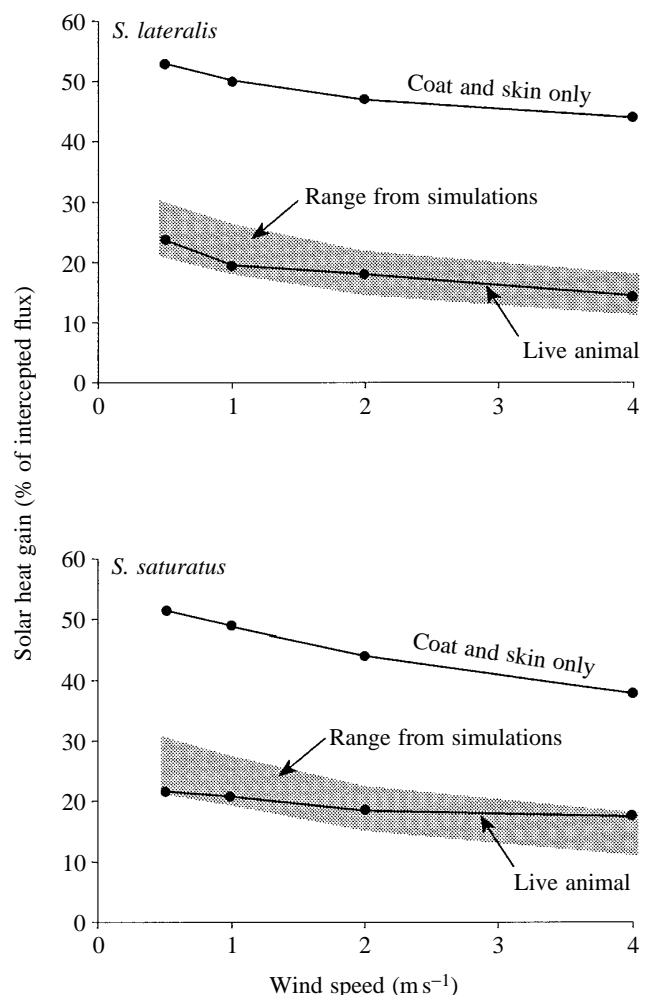 Solar heat gain (% of intercepted flux)
S. lateralis
60
50
40
30
20
10
0
Coat and skin only
Range from simulations
Live animal
0 1 2 3 4
S. saturatus
60
50
40
30
20
10
0
Coat and skin only
Range from simulations
Live animal
0 1 2 3 4
Wind speed (m s⁻¹)